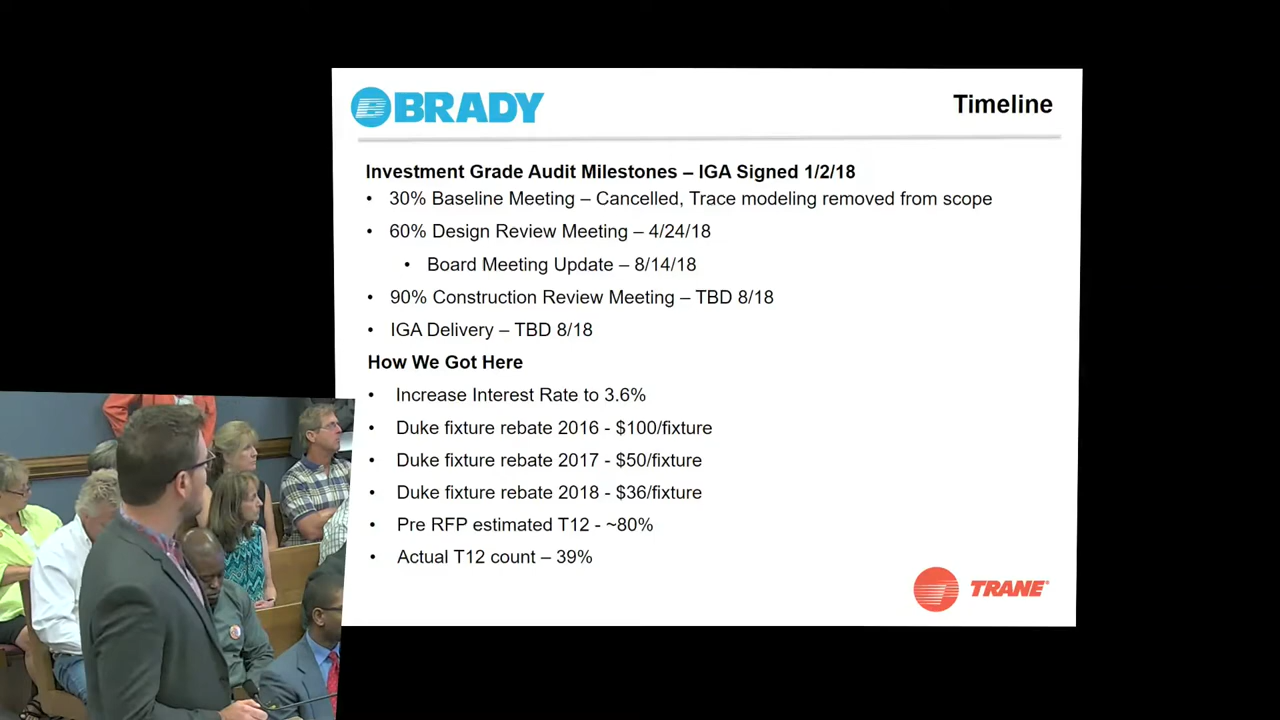 BRADY
Timeline
Investment Grade Audit Milestones – IGA Signed 1/2/18
• 30% Baseline Meeting – Cancelled, Trace modeling removed from scope
• 60% Design Review Meeting – 4/24/18
• Board Meeting Update – 8/14/18
• 90% Construction Review Meeting – TBD 8/18
• IGA Delivery – TBD 8/18
How We Got Here
• Increase Interest Rate to 3.6%
• Duke fixture rebate 2016 - $100/fixture
• Duke fixture rebate 2017 - $50/fixture
• Duke fixture rebate 2018 - $36/fixture
• Pre RFP estimated T12 - ~80%
• Actual T12 count – 39%
TRANE